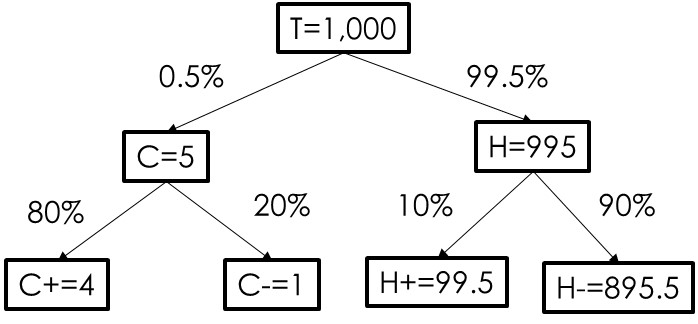 T=1,000
0.5%
99.5%
C=5
H=995
80%
20%
10%
90%
C+=4
C-=1
H+=99.5
H-=895.5